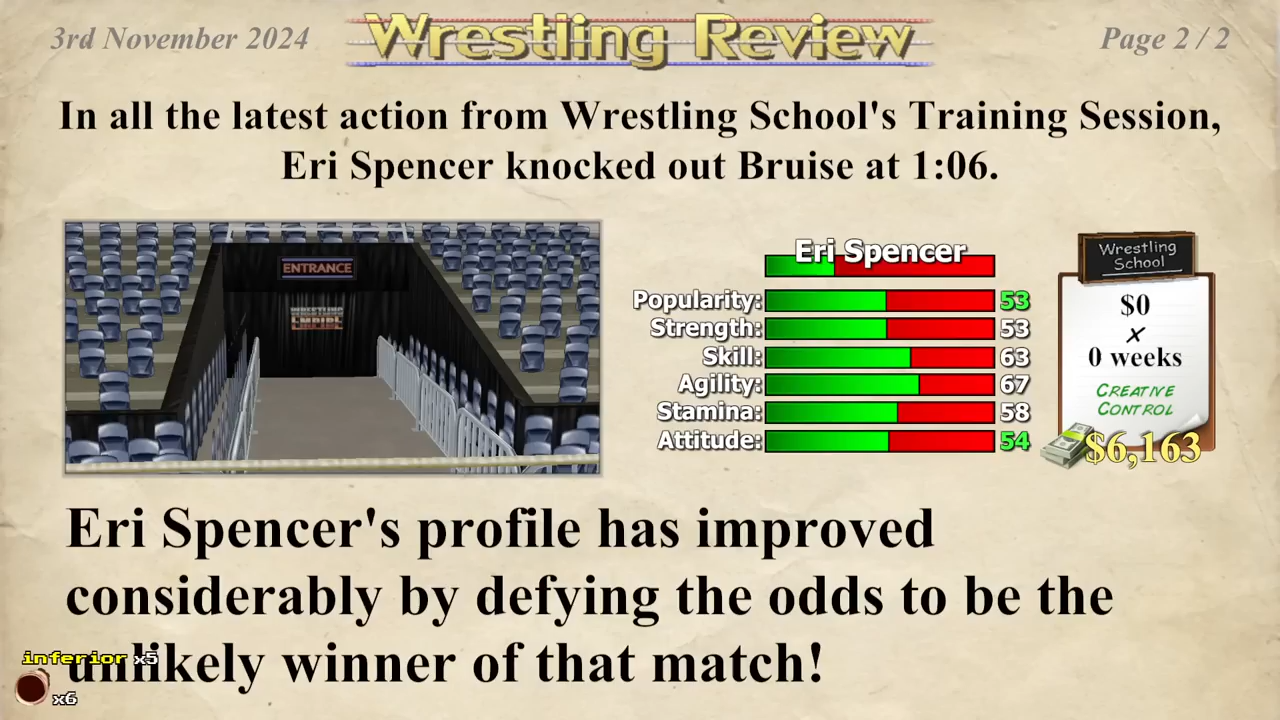 3rd November 2024
Wrestling Review
Page 2 / 2
In all the latest action from Wrestling School's Training Session,
Eri Spencer knocked out Bruise at 1:06.
ENTRANCE
WRESTLING
EMPIRE
Eri Spencer
Popularity: 53
Strength: 53
Skill: 63
Agility: 67
Stamina: 58
Attitude: 54
Wrestling
School
$0
x
0 weeks
CREATIVE
CONTROL
$6,163
Eri Spencer's profile has improved
considerably by defying the odds to be the
unlikely winner of that match!
inferior x5
x6